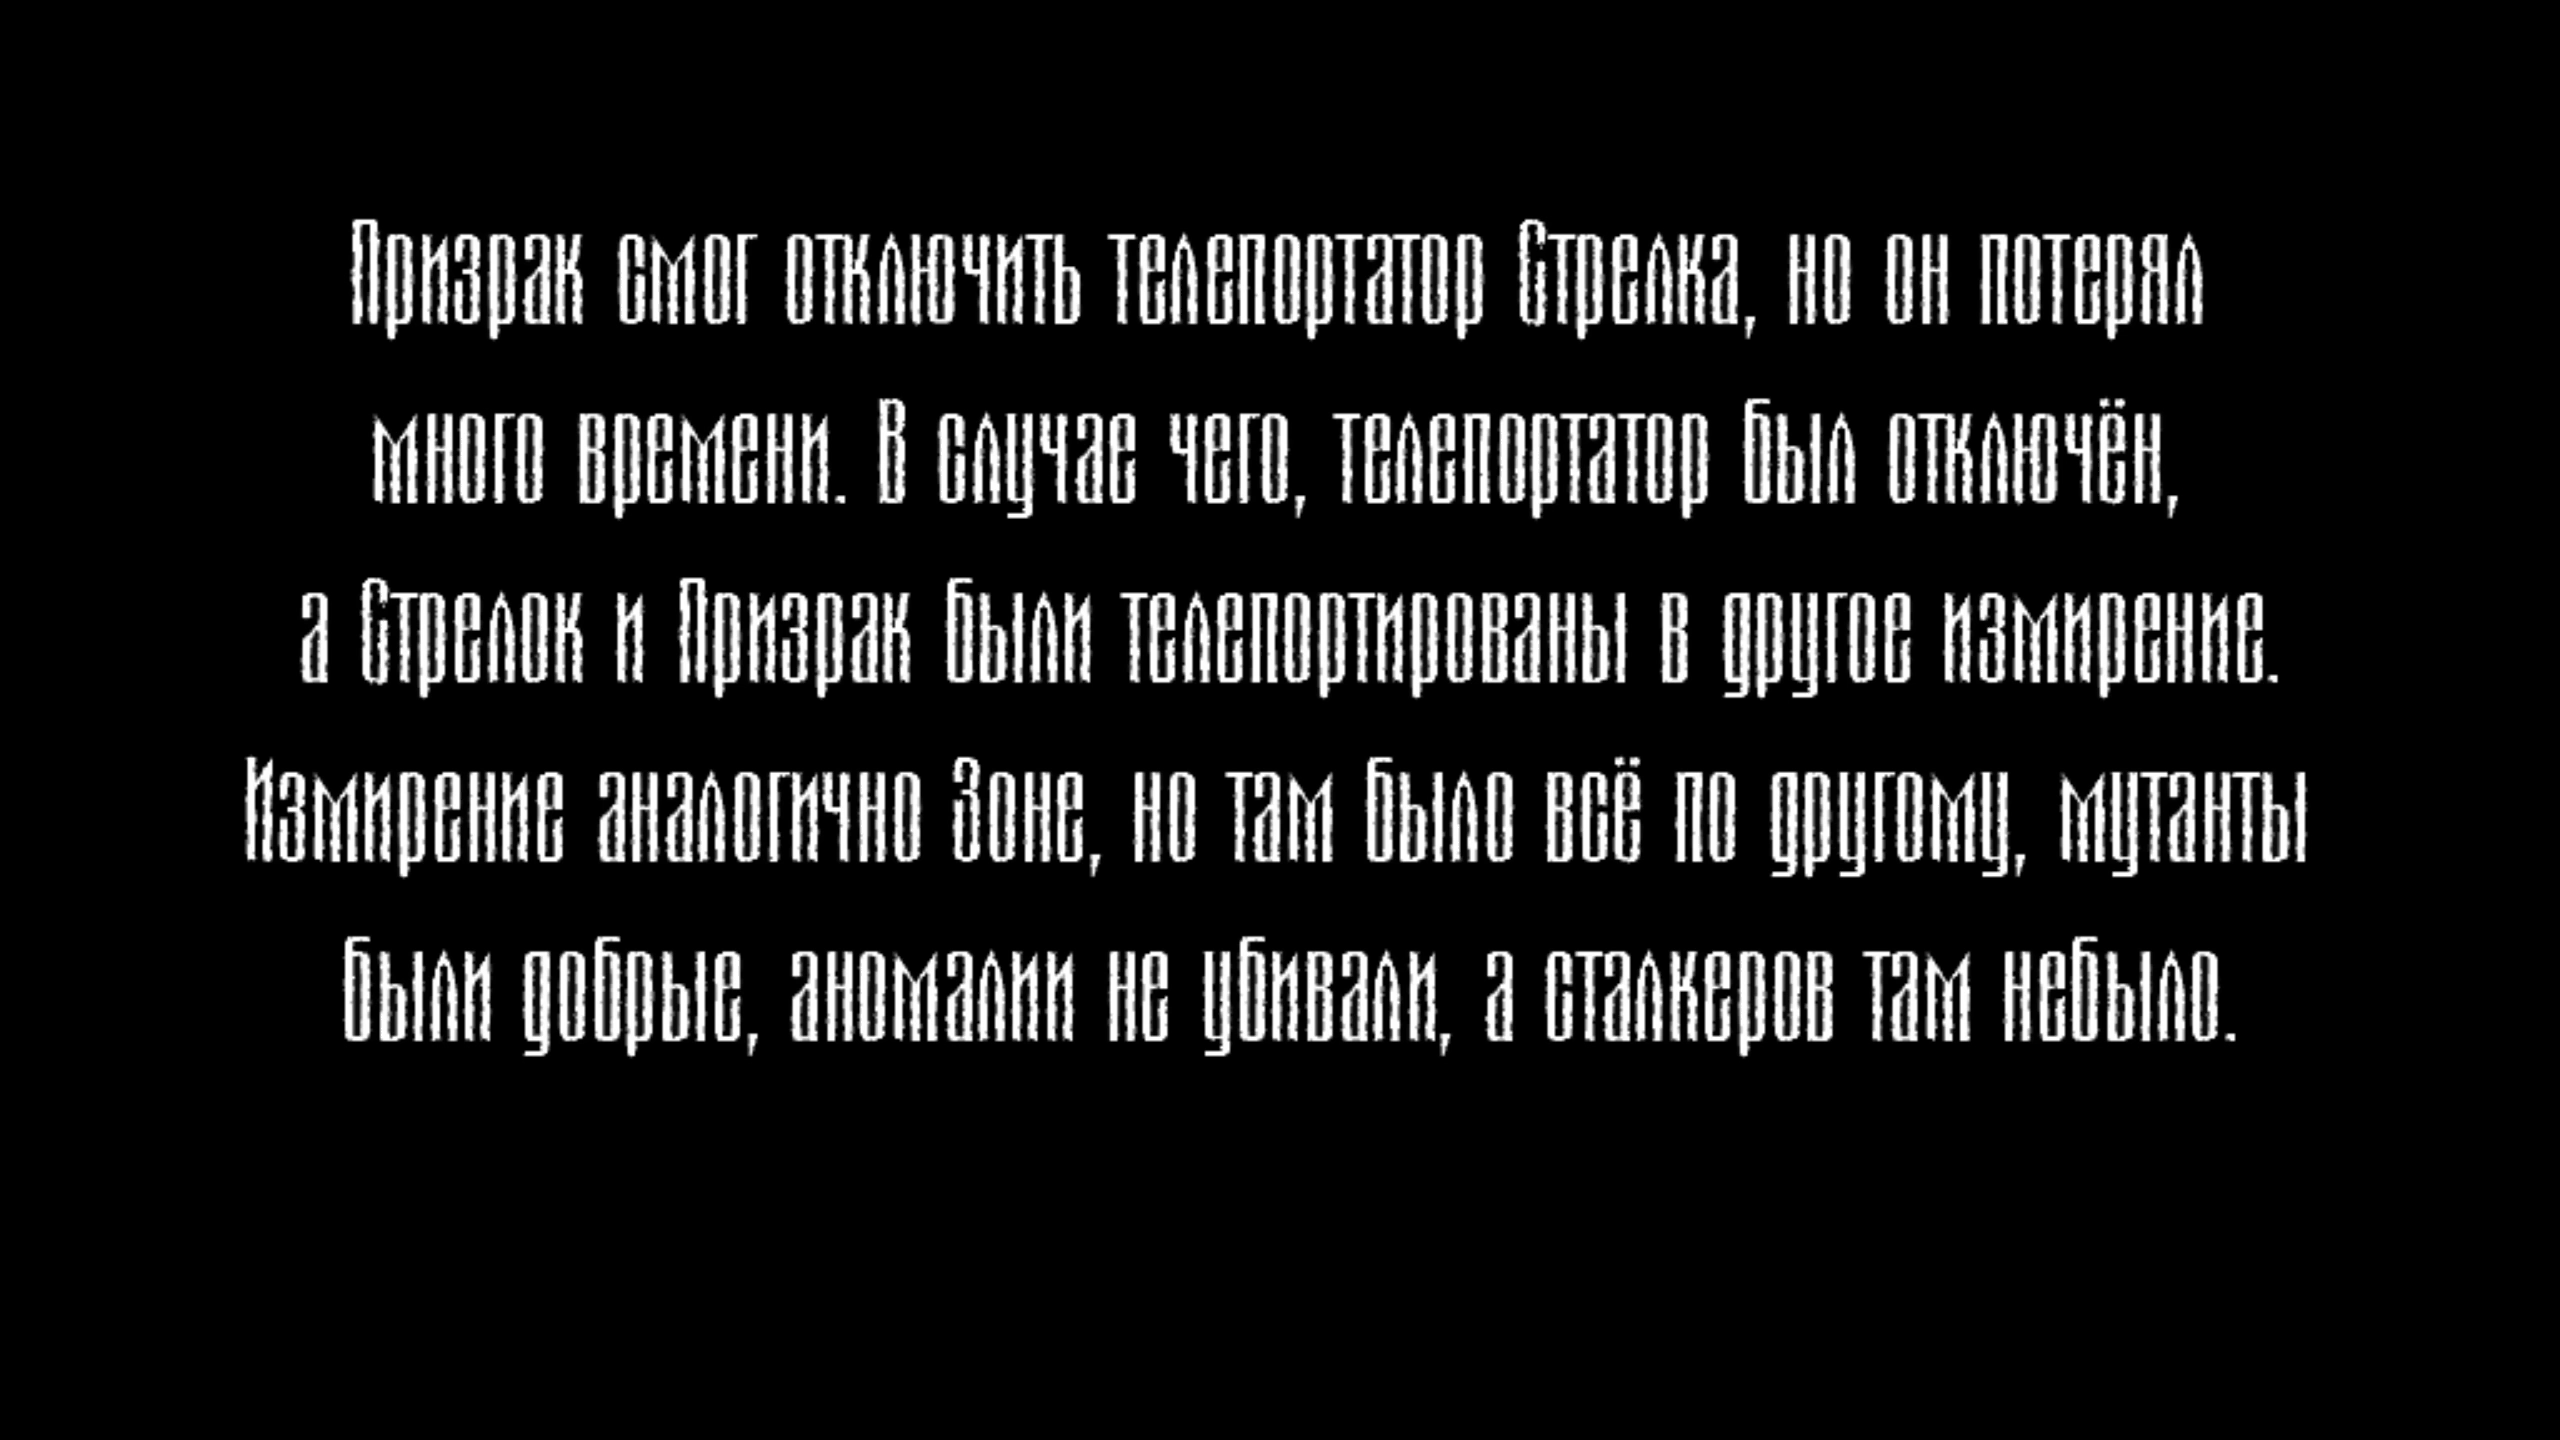 Призрак смог отключить телепортатор Стрелка, но он потерял
много времени. В случае чего, телепортатор был отключён,
а Стрелок и Призрак были телепортированы в другое измирение.
Измирение аналогично Зоне, но там было всё по другому, мутанты
были добрые, аномалии не убивали, а сталкеров там небыло.